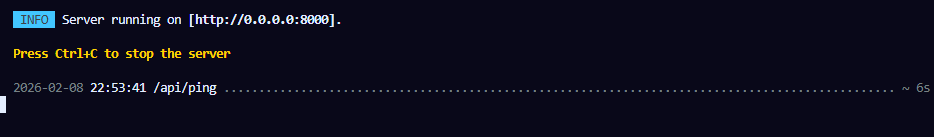 INFO Server running on [http://0.0.0.0:8000].
Press Ctrl+C to stop the server
2026-02-08 22:53:41 /api/ping ................................................................................................. ~ 6s